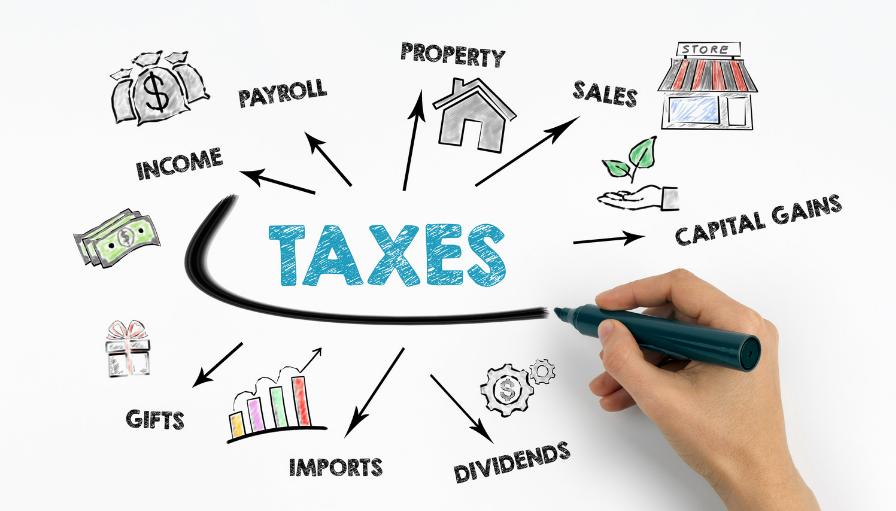 PROPERTY
STORE
PAYROLL
SALES
INCOME
$
TAXES
CAPITAL GAINS
$
$
GIFTS
IMPORTS
DIVIDENDS